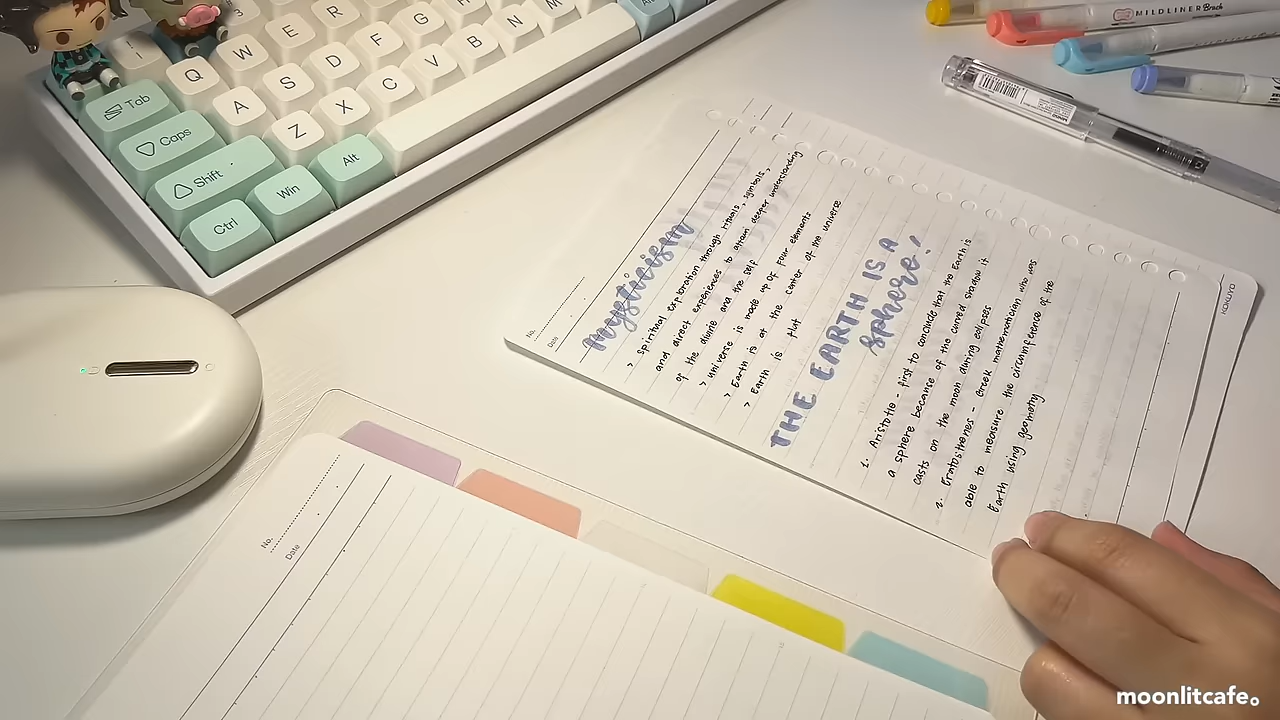 Tab
Q W E R
Caps
A S D F G H
Shift
Z X C V B N M
Ctrl
Win
Alt
MILDLINER Brush
No.
Date
mysticism
> spiritual exploration through rituals, symbols,
and direct experiences to attain deeper understanding
of the divine and the self
> universe is made up of four elements
> Earth is at the center of the universe
> Earth is flat
THE EARTH IS A
sphere!
1. Aristotle - first to conclude that the Earth is
a sphere because of the curved shadow it
casts on the moon during eclipses
2. Eratosthenes - Greek mathematician who was
able to measure the circumference of the
Earth using geometry
KOKUYO
No.
Date
moonlitcafe.